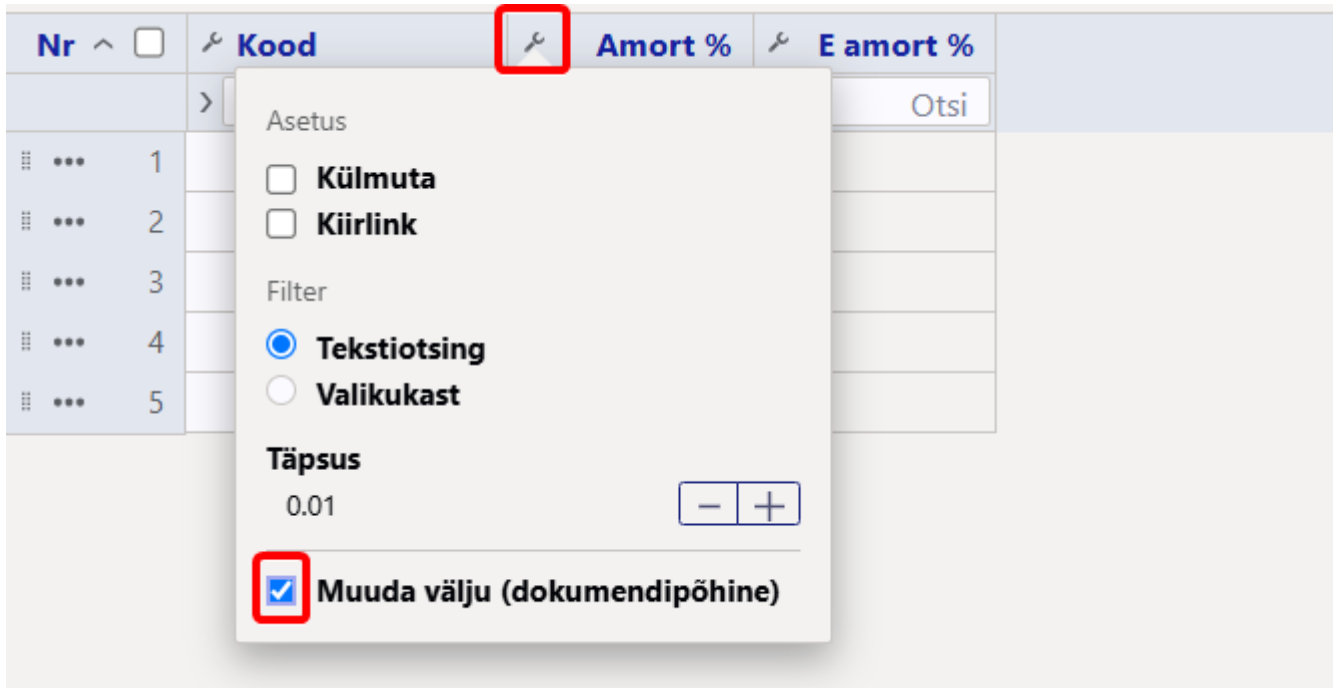 Nr Kood Amort % E amort %
Otsi
Asetus
1
Külmuta
2
Kiirlink
3
Filter
4
Tekstiotsing
5
Valikukast
Täpsus
0.01
Muuda välju (dokumendipõhine)